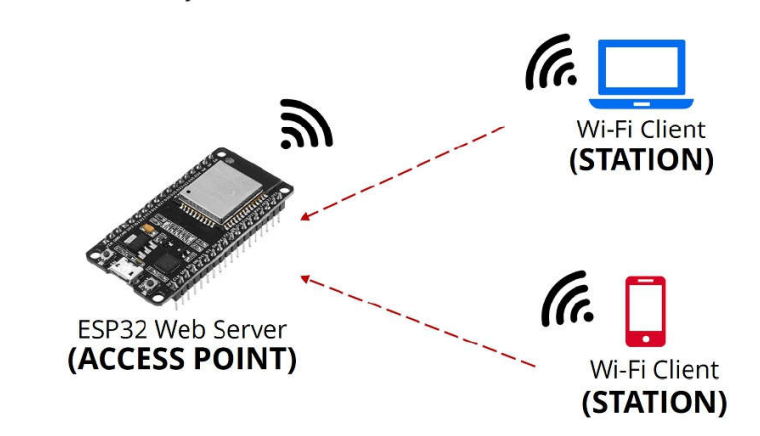 Wi-Fi Client
(STATION)
ESP32 Web Server
(ACCESS POINT)
Wi-Fi Client
(STATION)